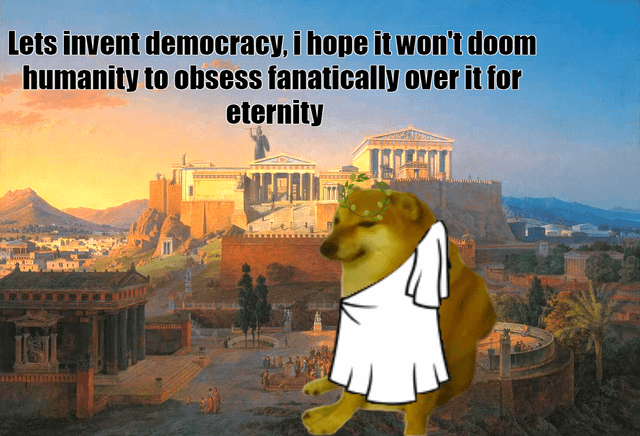 Lets invent democracy, i hope it won't doom
humanity to obsess fanatically over it for
eternity